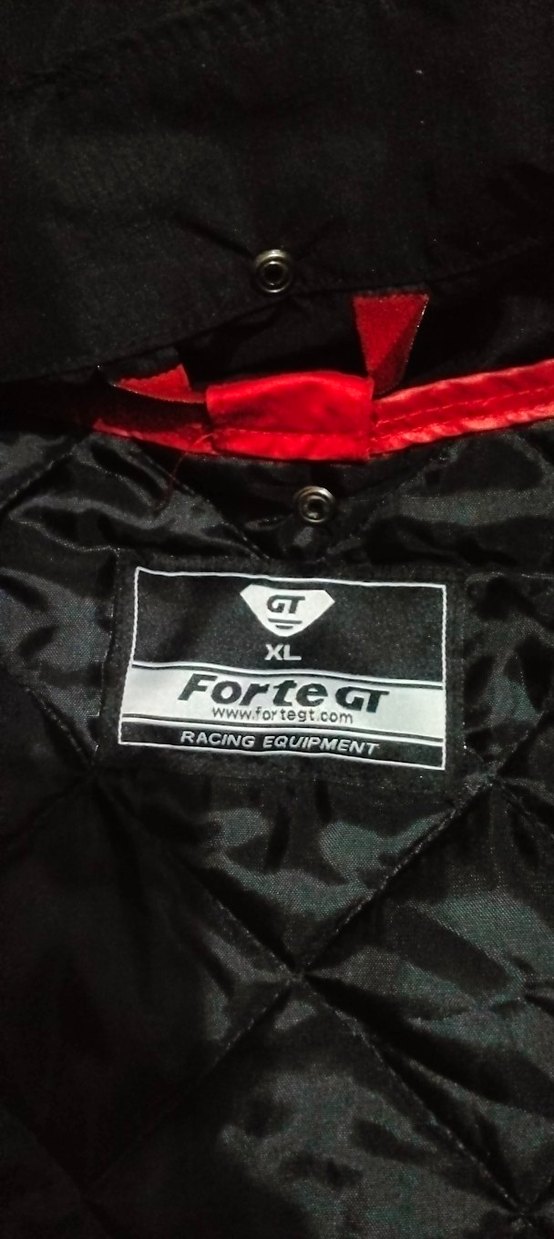 GT
XL
Forte GT
www.fortegt.com
RACING EQUIPMENT